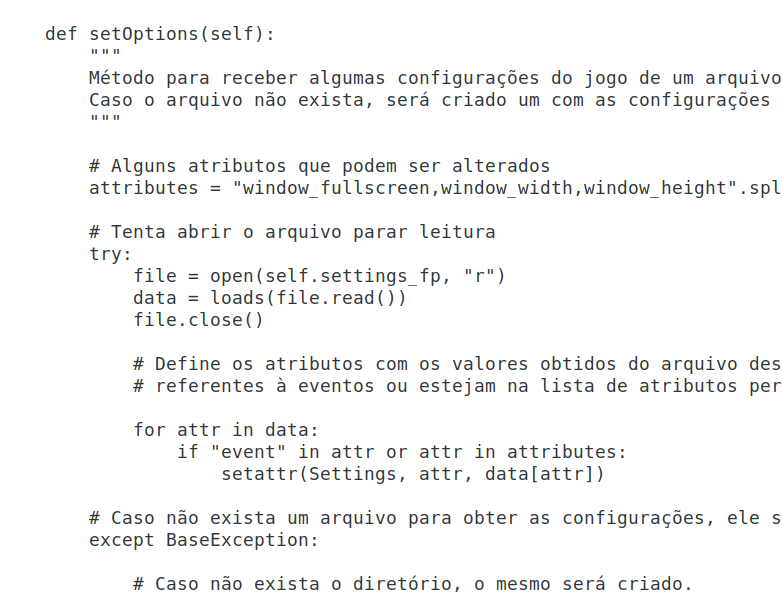 def setOptions(self):
"""
Método para receber algumas configurações do jogo de um arquivo
Caso o arquivo não exista, será criado um com as configurações
"""
# Alguns atributos que podem ser alterados
attributes = "window_fullscreen,window_width,window_height".spl
# Tenta abrir o arquivo parar leitura
try:
file = open(self.settings_fp, "r")
data = loads(file.read())
file.close()
# Define os atributos com os valores obtidos do arquivo des
# referentes à eventos ou estejam na lista de atributos per
for attr in data:
if "event" in attr or attr in attributes:
setattr(Settings, attr, data[attr])
# Caso não exista um arquivo para obter as configurações, ele s
except BaseException:
# Caso não exista o diretório, o mesmo será criado.